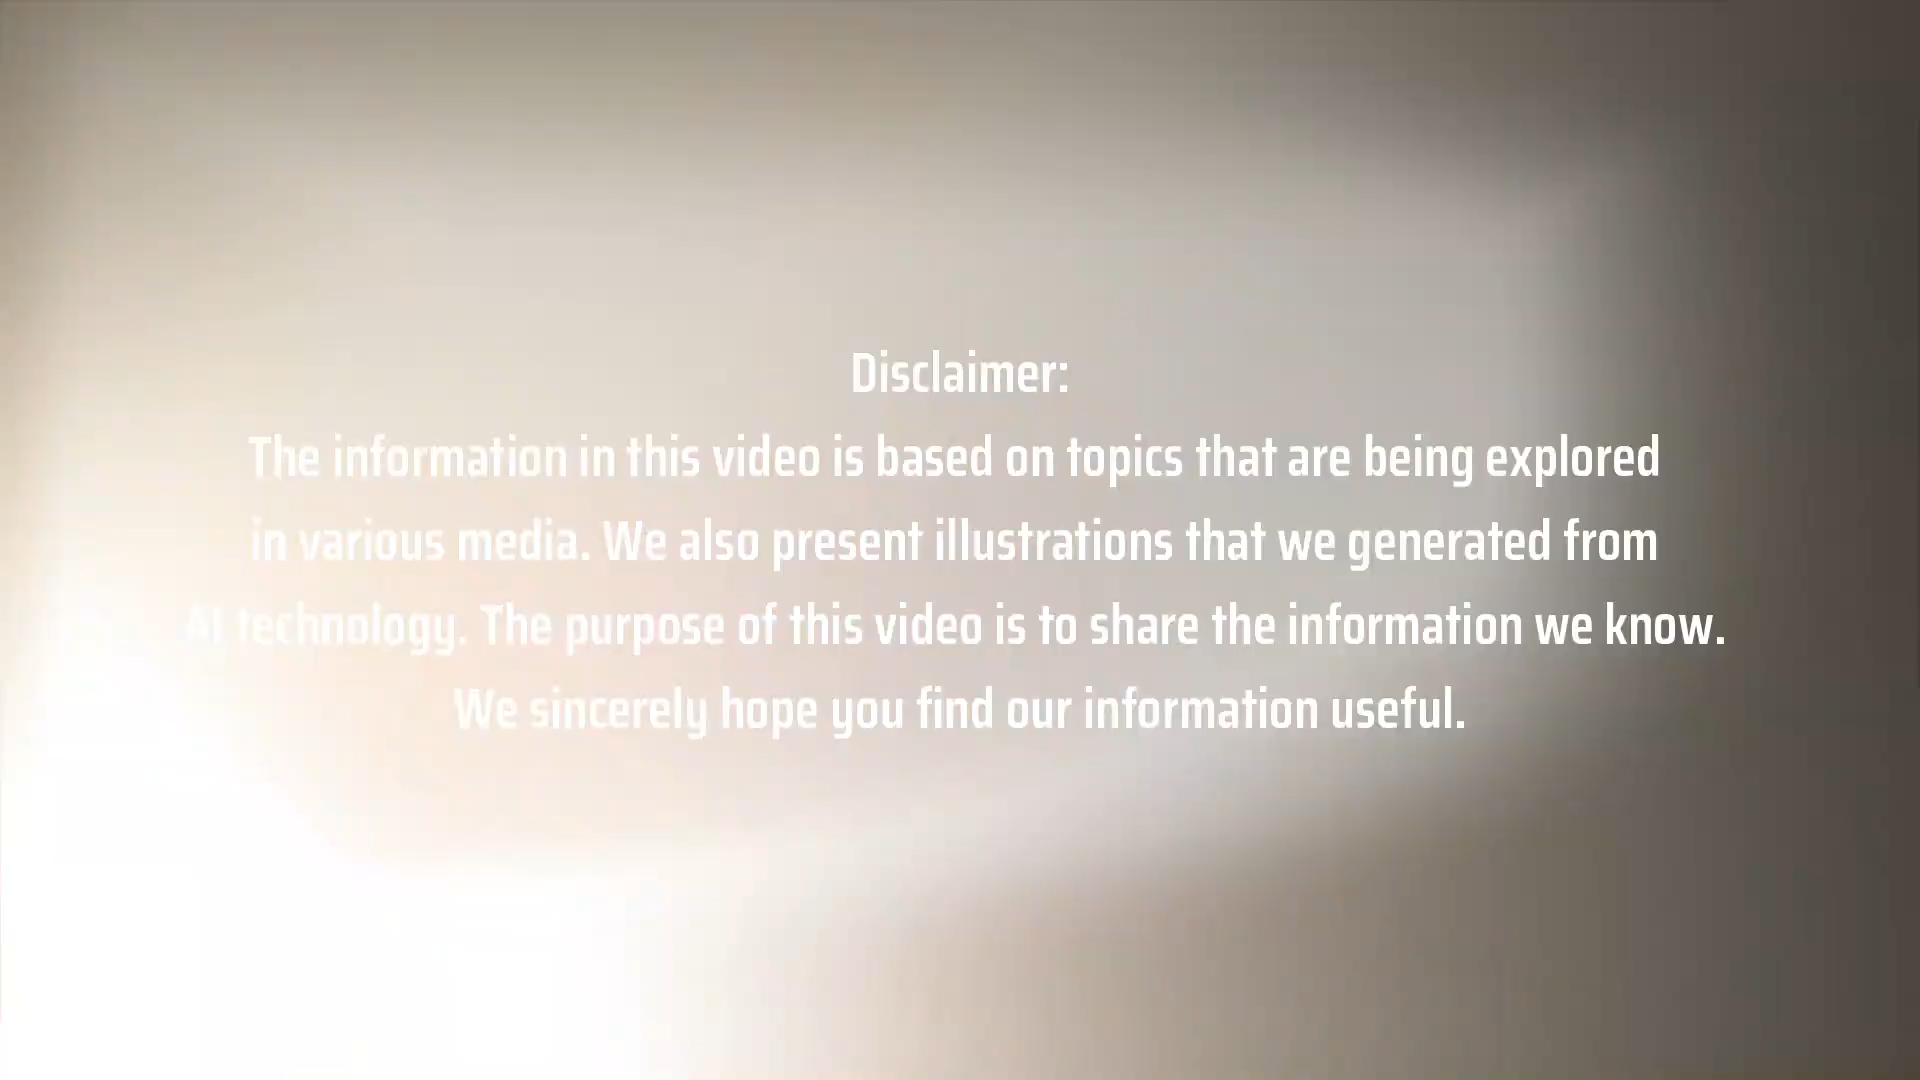 Disclaimer:
The information in this video is based on topics that are being explored
in various media. We also present illustrations that we generated from
AI technology. The purpose of this video is to share the information we know.
We sincerely hope you find our information useful.